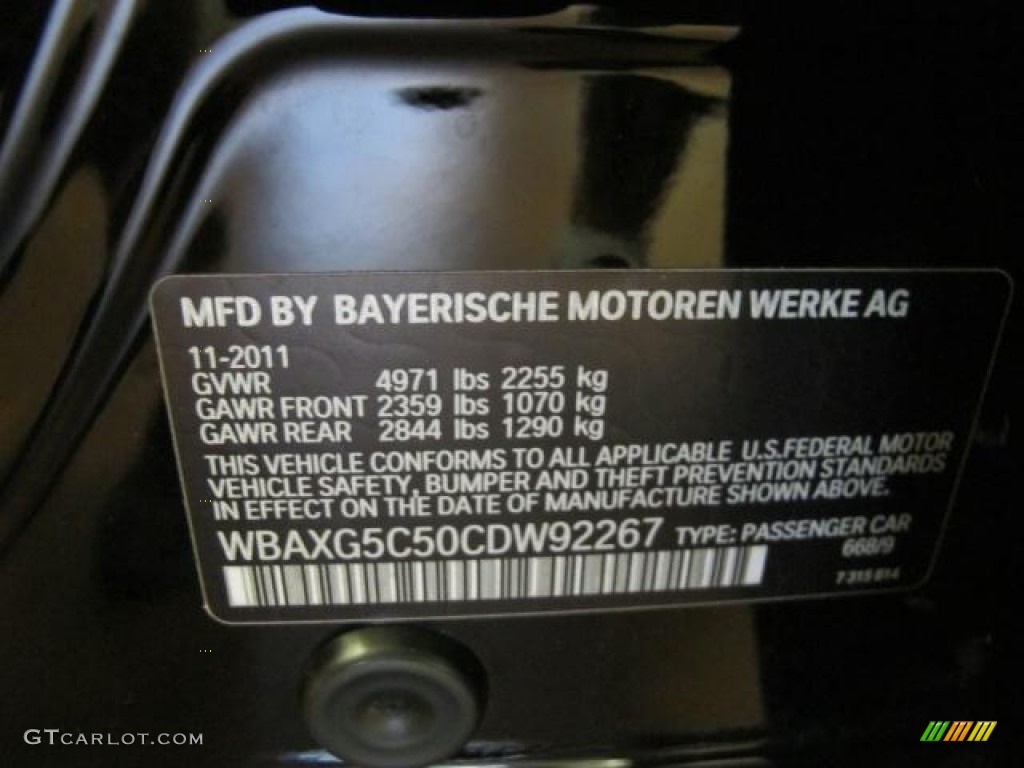 MFD BY BAYERISCHE MOTOREN WERKE AG
11-2011
GVWR 4971 lbs 2255 kg
GAWR FRONT 2359 lbs 1070 kg
GAWR REAR 2844 lbs 1290 kg
THIS VEHICLE CONFORMS TO ALL APPLICABLE U.S.FEDERAL MOTOR
VEHICLE SAFETY, BUMPER AND THEFT PREVENTION STANDARDS
IN EFFECT ON THE DATE OF MANUFACTURE SHOWN ABOVE.
WBAXG5C50CDW92267 TYPE: PASSENGER CAR
668/9
7 315 614
GTCARLOT.COM